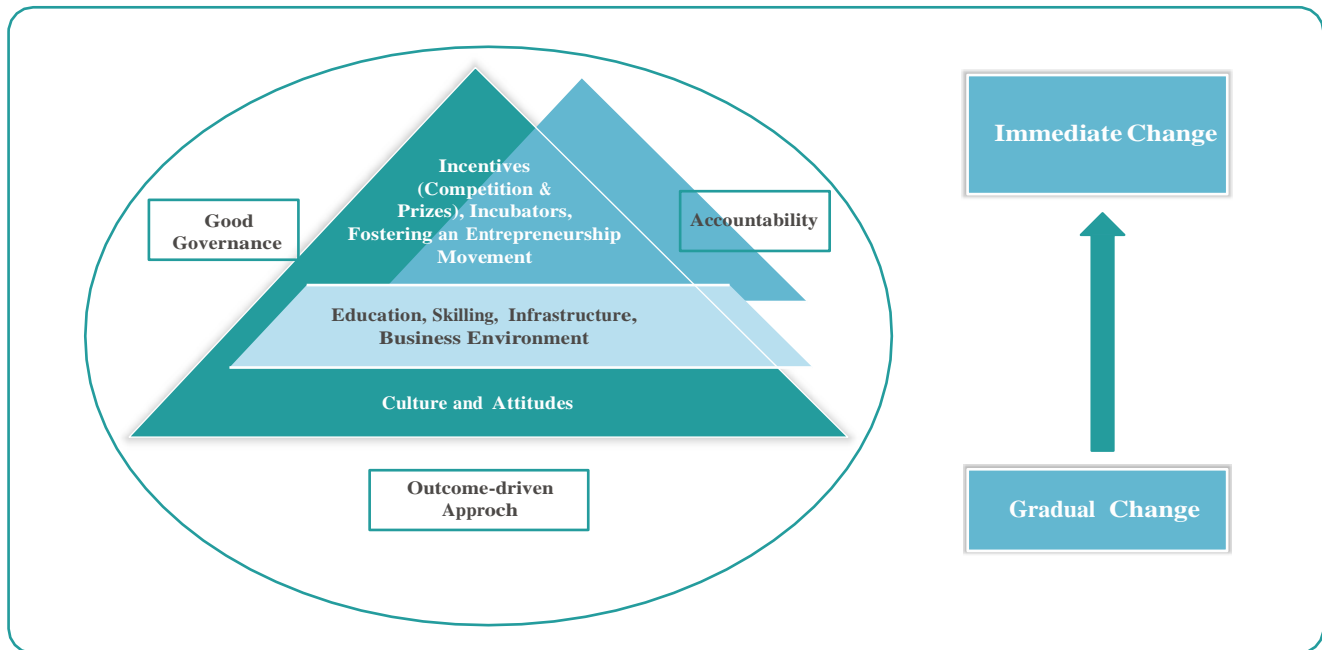 Incentives
(Competition &
Prizes), Incubators,
Fostering an Entrepreneurship
Movement
Good
Governance
Accountability
Education, Skilling, Infrastructure,
Business Environment
Culture and Attitudes
Outcome-driven
Approch
Immediate Change
Gradual Change